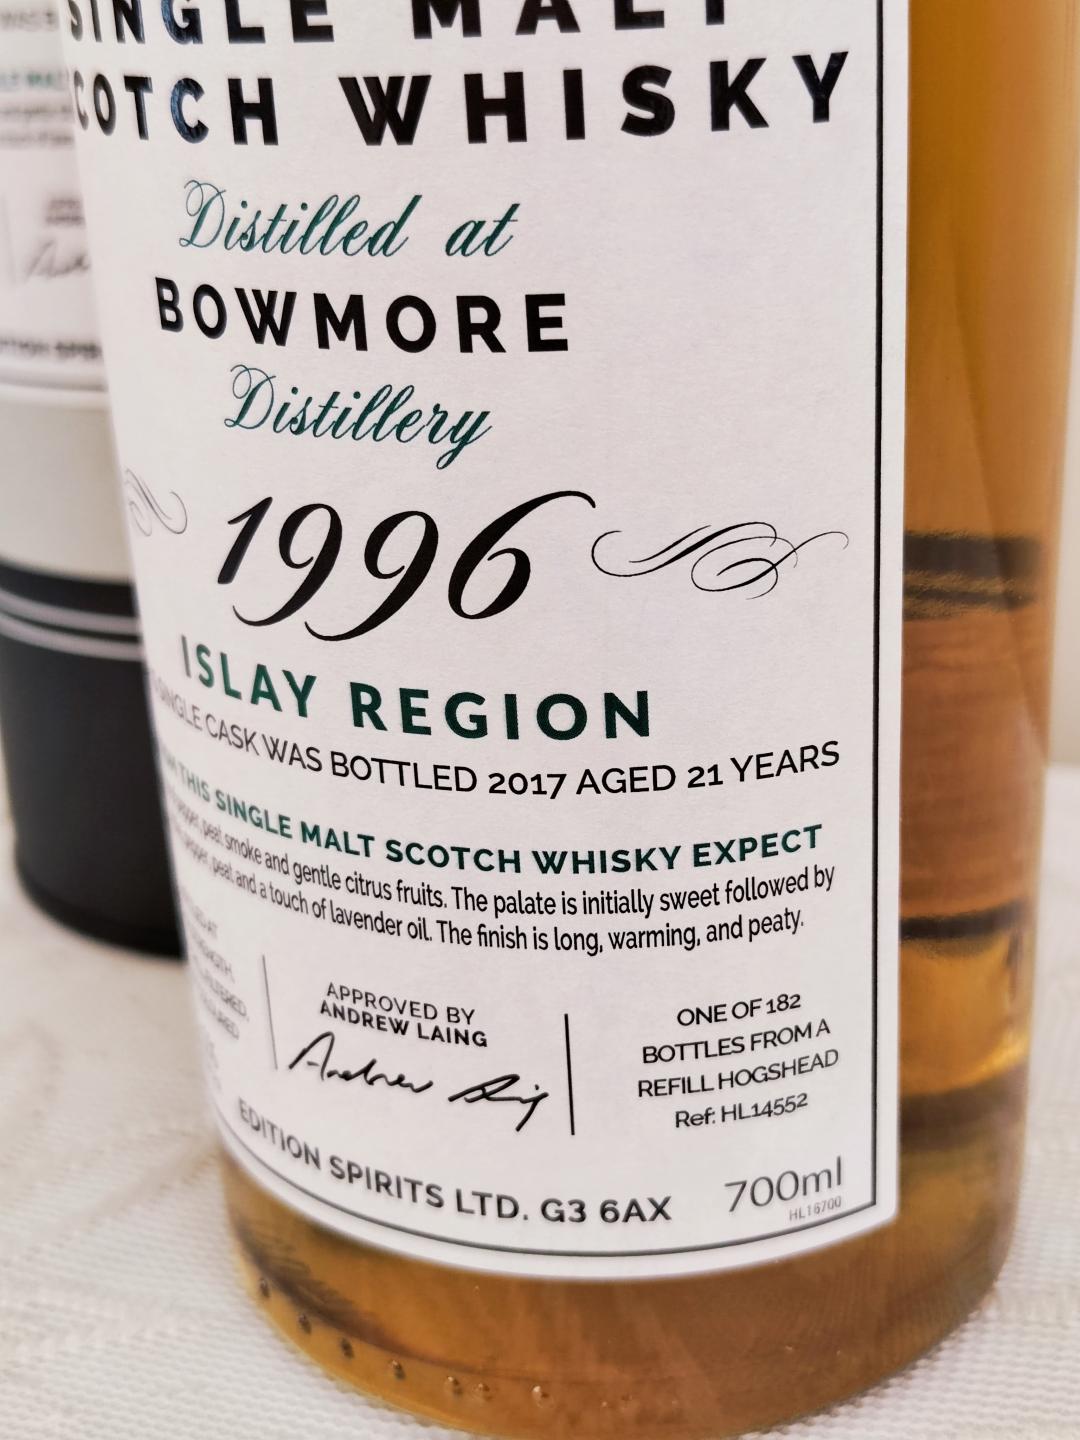 SINGLE MALT
SCOTCH WHISKY
Distilled at
BOWMORE
Distillery
1996
ISLAY REGION
SINGLE CASK WAS BOTTLED 2017 AGED 21 YEARS
THIS SINGLE MALT SCOTCH WHISKY EXPECT
pepper, peat smoke and gentle citrus fruits. The palate is initially sweet followed by
pepper, peat and a touch of lavender oil. The finish is long, warming, and peaty.
APPROVED BY
ANDREW LAING
Andrew Laing
ONE OF 182
BOTTLES FROM A
REFILL HOGSHEAD
Ref: HL14552
EDITION SPIRITS LTD. G3 6AX
700ml
HL16700